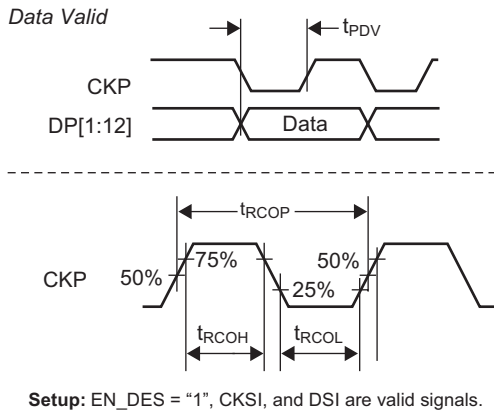 Data Valid
tPDV
CKP
DP[1:12]
Data
tRCOP
75%
50%
CKP
50%
25%
tRCOH
tRCOL
Setup: EN_DES = “1”, CKSI, and DSI are valid signals.